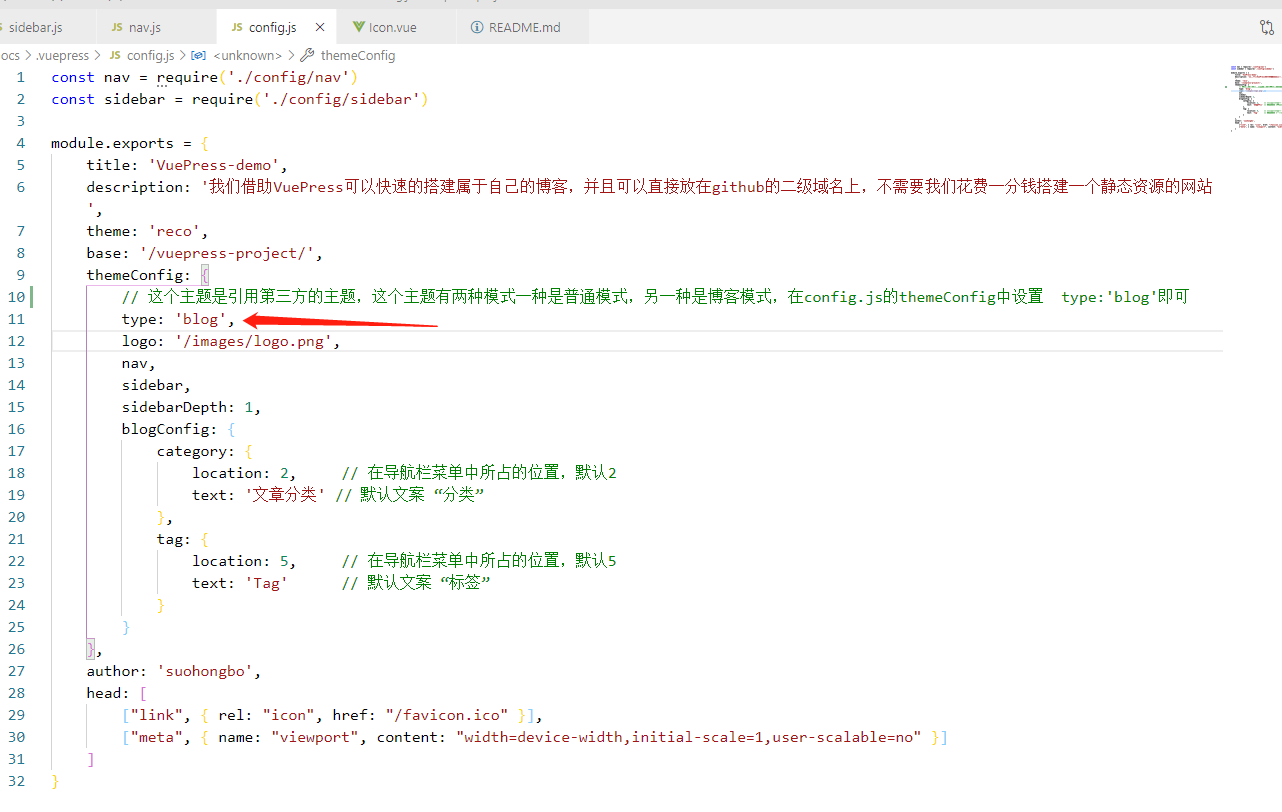 sidebar.js JS nav.js JS config.js × Icon.vue README.md
ocs > .vuepress > JS config.js > <unknown> > themeConfig
1 const nav = require('./config/nav')
2 const sidebar = require('./config/sidebar')
3
4 module.exports = {
5 title: 'VuePress-demo',
6 description: '我们借助VuePress可以快速的搭建属于自己的博客，并且可以直接放在github的二级域名上，不需要我们花费一分钱搭建一个静态资源的网站
',
7 theme: 'reco',
8 base: '/vuepress-project/',
9 themeConfig: {
10 // 这个主题是引用第三方的主题，这个主题有两种模式一种是普通模式，另一种是博客模式，在config.js的themeConfig中设置  type:'blog'即可
11 type: 'blog',
12 logo: '/images/logo.png',
13 nav,
14 sidebar,
15 sidebarDepth: 1,
16 blogConfig: {
17 category: {
18 location: 2, // 在导航栏菜单中所占的位置，默认2
19 text: '文章分类' // 默认文案 “分类”
20 },
21 tag: {
22 location: 5, // 在导航栏菜单中所占的位置，默认5
23 text: 'Tag' // 默认文案 “标签”
24 }
25 }
26 },
27 author: 'suohongbo',
28 head: [
29 ["link", { rel: "icon", href: "/favicon.ico" }],
30 ["meta", { name: "viewport", content: "width=device-width,initial-scale=1,user-scalable=no" }]
31 ]
32 }